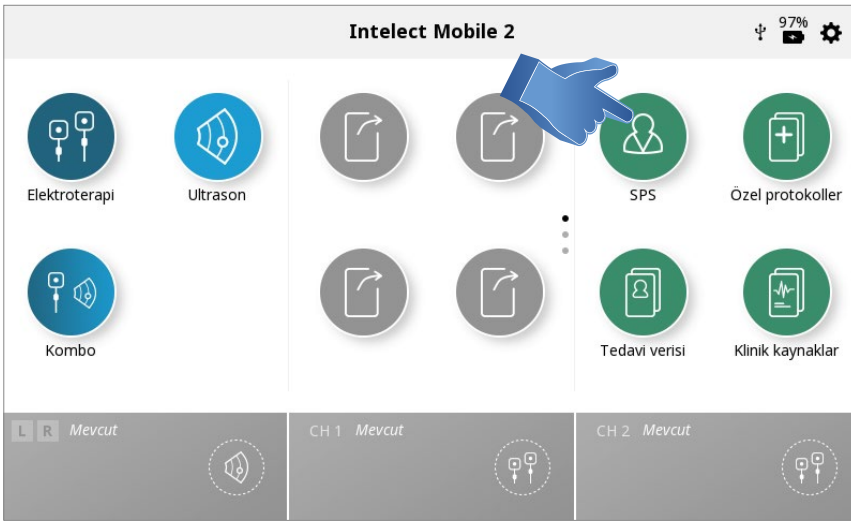 Intelect Mobile 2
97%
Elektroterapi
Ultrason
SPS
Özel protokoller
Kombo
Tedavi verisi
Klinik kaynaklar
L R Mevcut
CH 1 Mevcut
CH 2 Mevcut